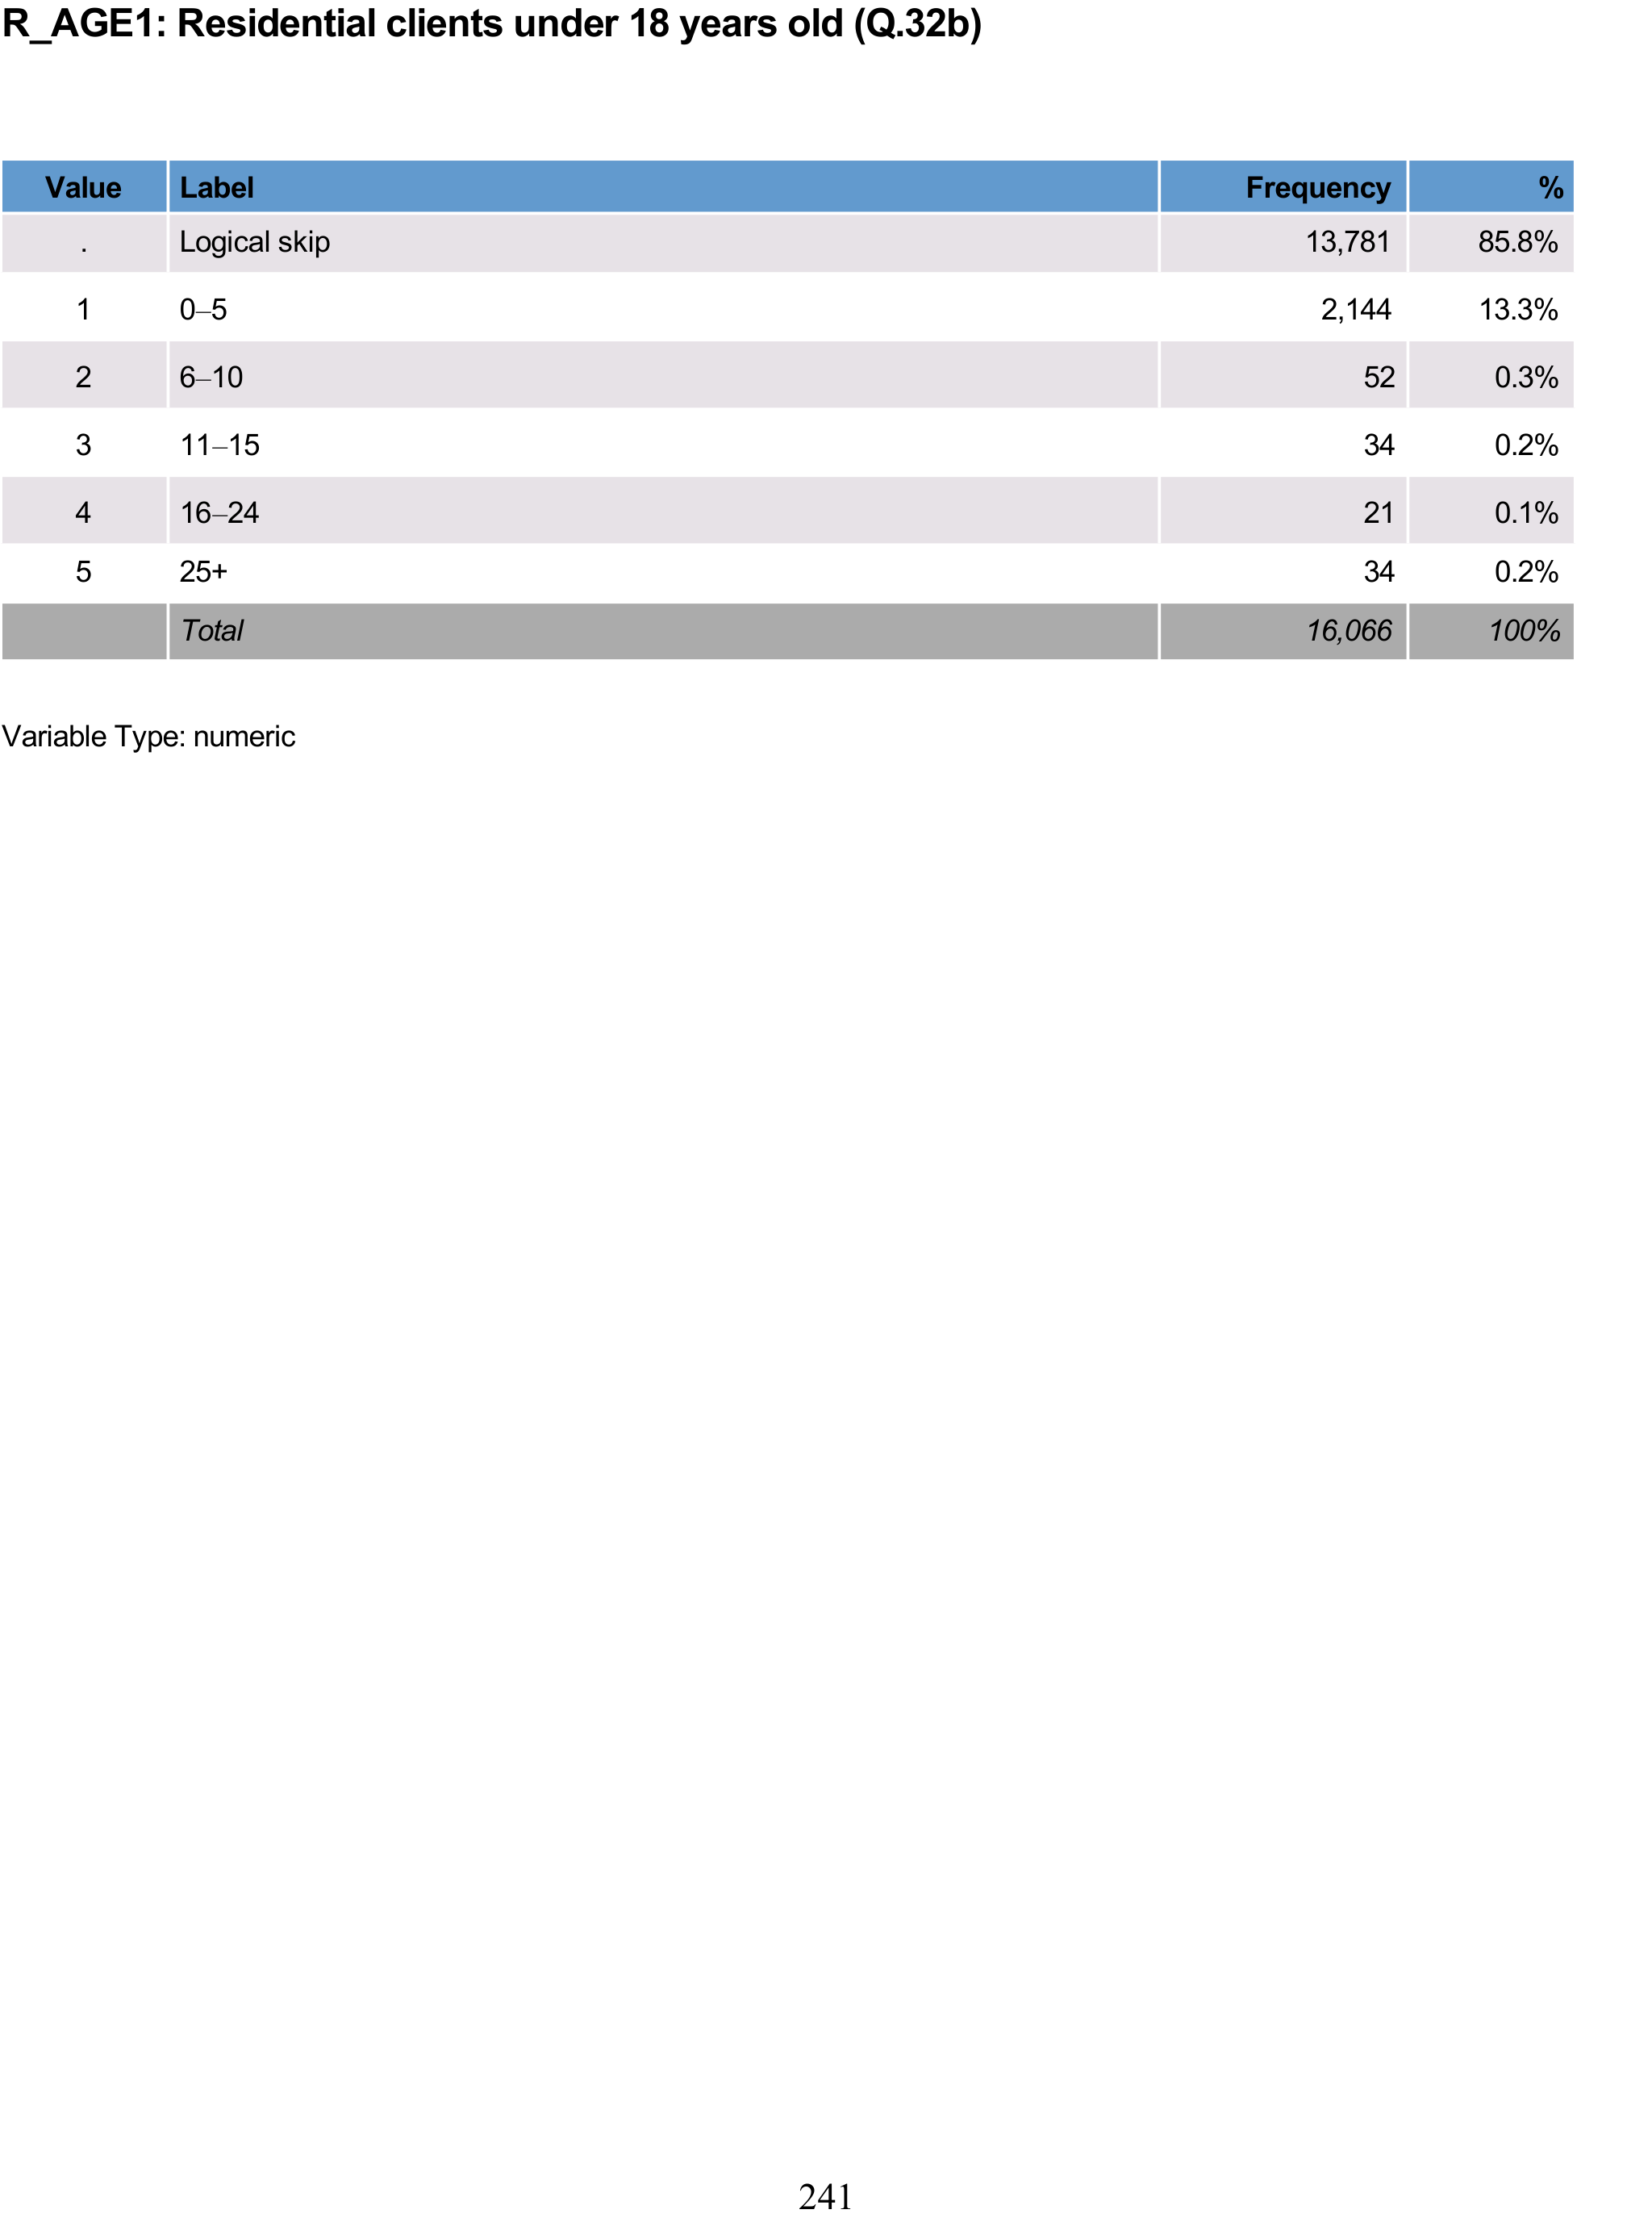 R_AGE1: Residential clients under 18 years old (Q.32b)
Value Label Frequency %
. Logical skip 13,781 85.8%
1 0–5 2,144 13.3%
2 6–10 52 0.3%
3 11–15 34 0.2%
4 16–24 21 0.1%
5 25+ 34 0.2%
Total 16,066 100%
Variable Type: numeric
241